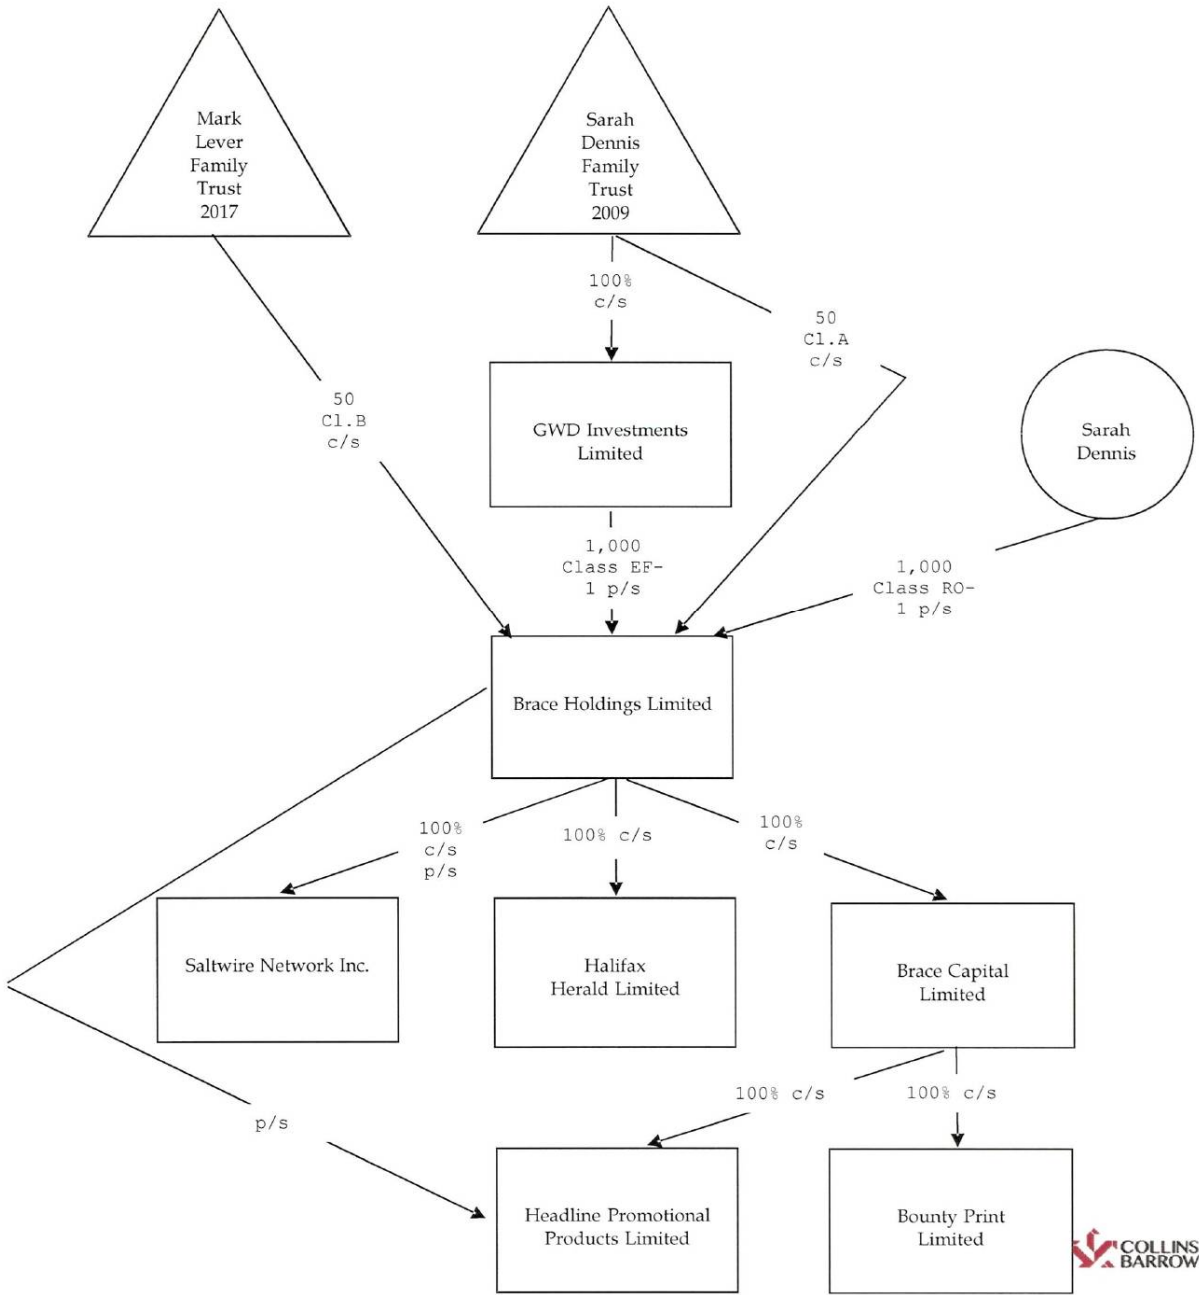 Mark
Lever
Family
Trust
2017
Sarah
Dennis
Family
Trust
2009
100%
c/s
50
Cl.A
c/s
50
Cl.B
c/s
GWD Investments
Limited
Sarah
Dennis
1,000
Class EF-
1 p/s
1,000
Class RO-
1 p/s
Brace Holdings Limited
100%
c/s
p/s
100% c/s
100%
c/s
Saltwire Network Inc.
Halifax
Herald Limited
Brace Capital
Limited
100% c/s
100% c/s
p/s
Headline Promotional
Products Limited
Bounty Print
Limited
COLLINS
BARROW